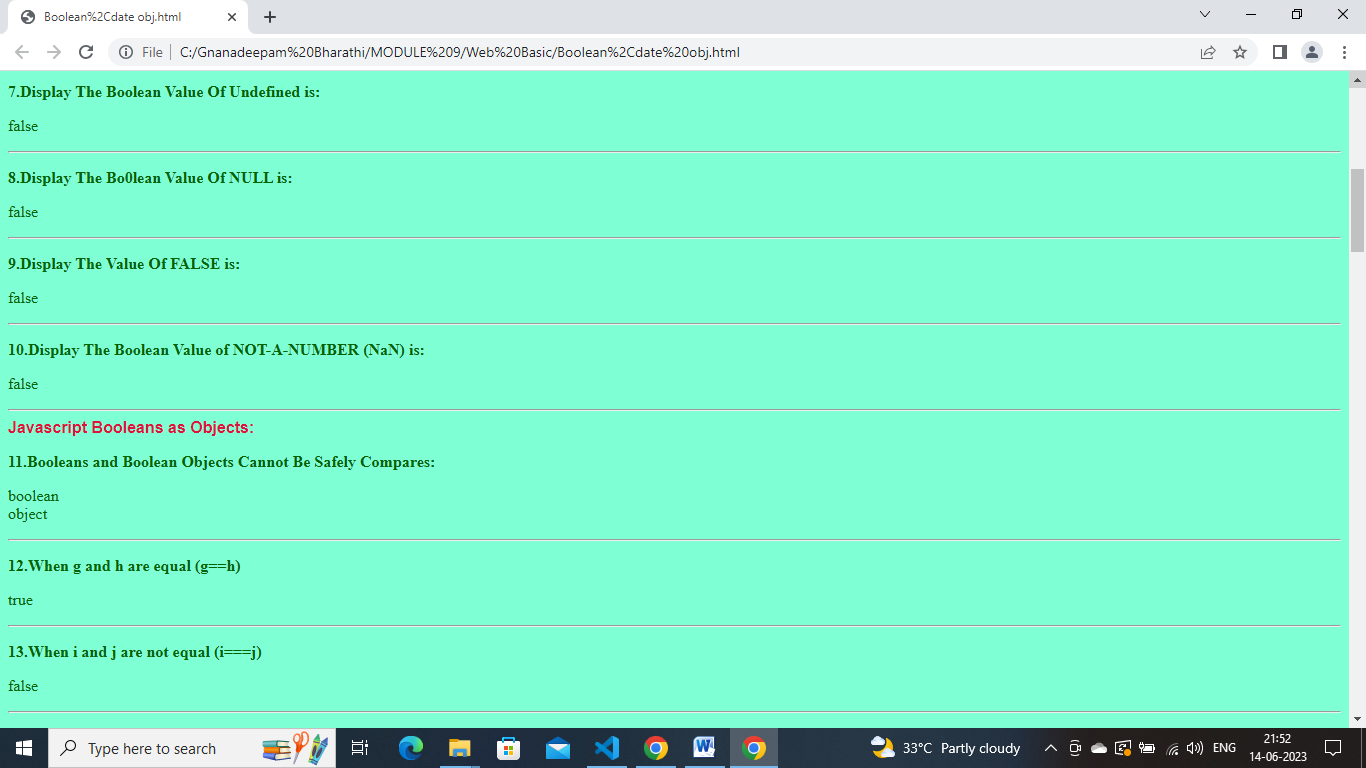 Boolean%2Cdate obj.html
File
C:/Gnanadeepam%20Bharathi/MODULE%209/Web%20Basic/Boolean%2Cdate%20obj.html
7.Display The Boolean Value Of Undefined is:
false
8.Display The Bo0lean Value Of NULL is:
false
9.Display The Value Of FALSE is:
false
10.Display The Boolean Value of NOT-A-NUMBER (NaN) is:
false
Javascript Booleans as Objects:
11.Booleans and Boolean Objects Cannot Be Safely Compares:
boolean
object
12.When g and h are equal (g==h)
true
13.When i and j are not equal (i===j)
false
Type here to search
W
33°C Partly cloudy
ENG
21:52
14-06-2023